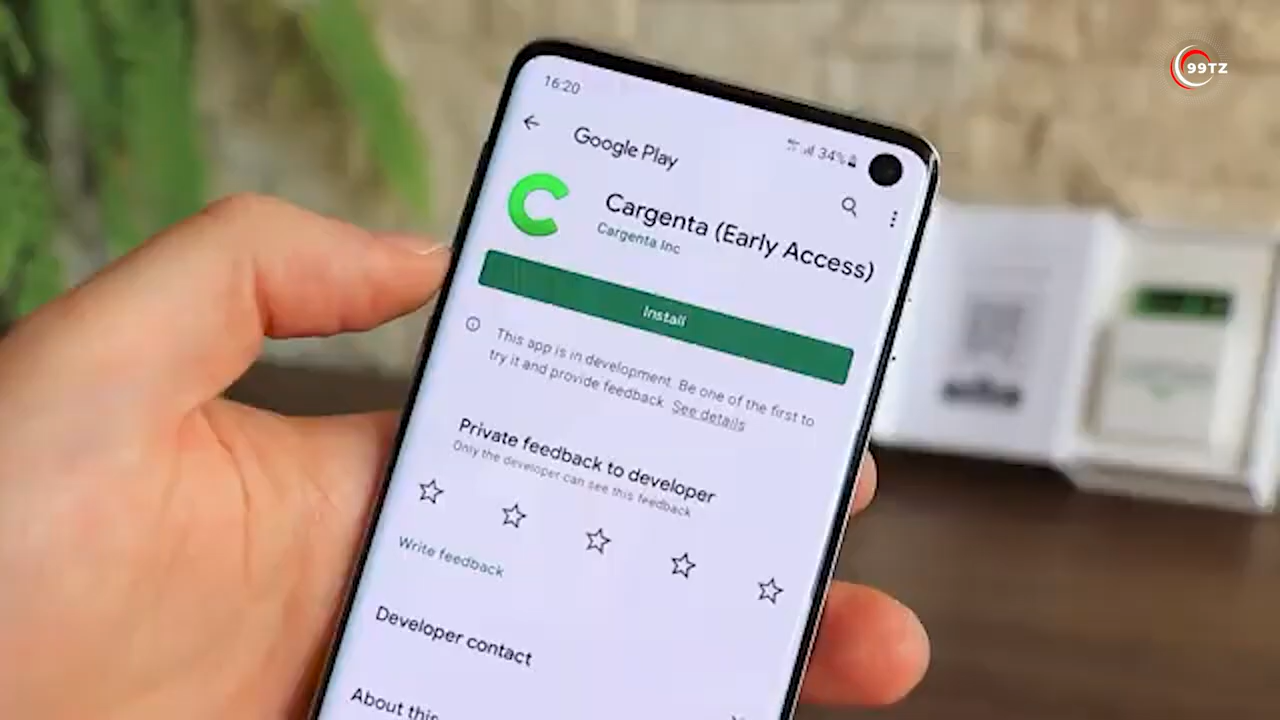 99TZ
16:20
34%
Google Play
Cargenta (Early Access)
Cargenta Inc
Install
This app is in development. Be one of the first to
try it and provide feedback. See details
Private feedback to developer
Only the developer can see this feedback
Write feedback
Developer contact
About this